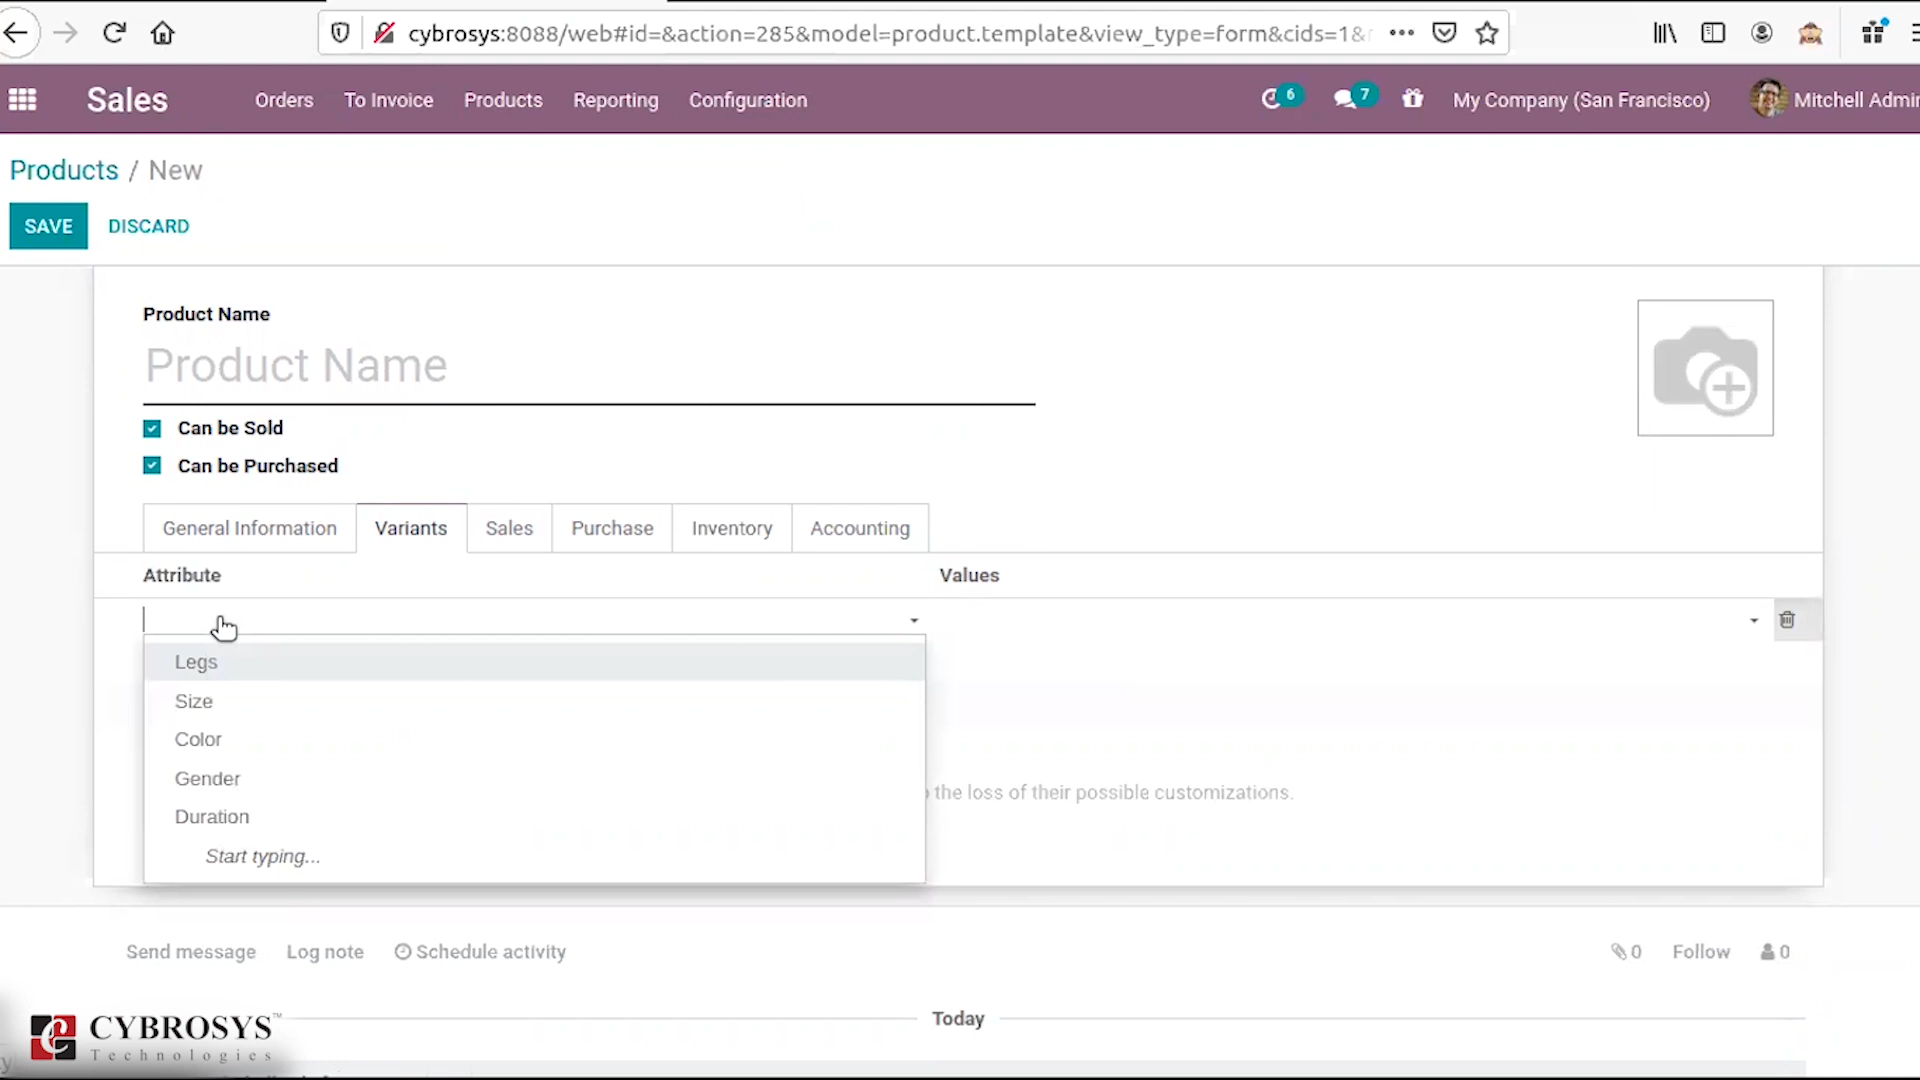 cybrosys:8088/web#id=&action=285&model=product.template&view_type=form&cids=1&
Sales Orders To Invoice Products Reporting Configuration 6 7 My Company (San Francisco) Mitchell Admin
Products / New
SAVE DISCARD
Product Name
Product Name
Can be Sold
Can be Purchased
General Information Variants Sales Purchase Inventory Accounting
Attribute Values
Legs
Size
Color
Gender
the loss of their possible customizations.
Duration
Start typing...
Send message Log note Schedule activity 0 Follow 0
CYBROSYS™
Technologies
Today